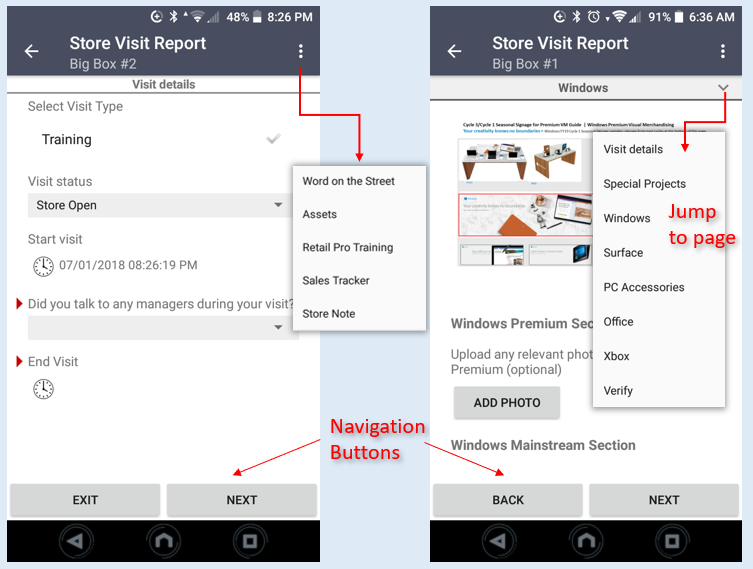 48% 8:26 PM
Store Visit Report
Big Box #2
Visit details
Select Visit Type
Training
Visit status
Store Open
Start visit
07/01/2018 08:26:19 PM
Did you talk to any managers during your visit?
End Visit
EXIT
NEXT
Word on the Street
Assets
Retail Pro Training
Sales Tracker
Store Note
Navigation
Buttons
91% 6:36 AM
Store Visit Report
Big Box #1
Windows
Cycle 3/Cycle 1 Seasonal Signage for Premium VM Guide | Windows Premium Visual Merchandising
Your creativity knows no boundaries
Visit details
Special Projects
Windows
Surface
PC Accessories
Office
Xbox
Verify
Jump
to page
Windows Premium Sec
Upload any relevant phot
Premium (optional)
ADD PHOTO
Windows Mainstream Section
BACK
NEXT